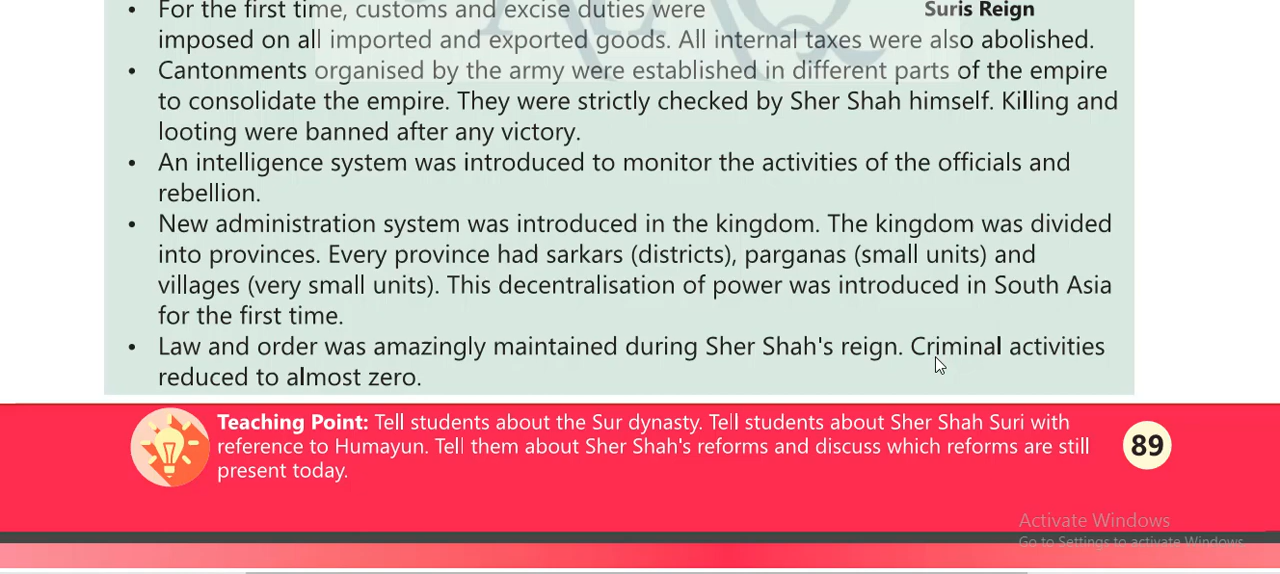 • For the first time, customs and excise duties were
Suris Reign
imposed on all imported and exported goods. All internal taxes were also abolished.
• Cantonments organised by the army were established in different parts of the empire
to consolidate the empire. They were strictly checked by Sher Shah himself. Killing and
looting were banned after any victory.
• An intelligence system was introduced to monitor the activities of the officials and
rebellion.
• New administration system was introduced in the kingdom. The kingdom was divided
into provinces. Every province had sarkars (districts), parganas (small units) and
villages (very small units). This decentralisation of power was introduced in South Asia
for the first time.
• Law and order was amazingly maintained during Sher Shah's reign. Criminal activities
reduced to almost zero.
Teaching Point: Tell students about the Sur dynasty. Tell students about Sher Shah Suri with
reference to Humayun. Tell them about Sher Shah's reforms and discuss which reforms are still
present today.
89
Activate Windows
Go to Settings to activate Windows.